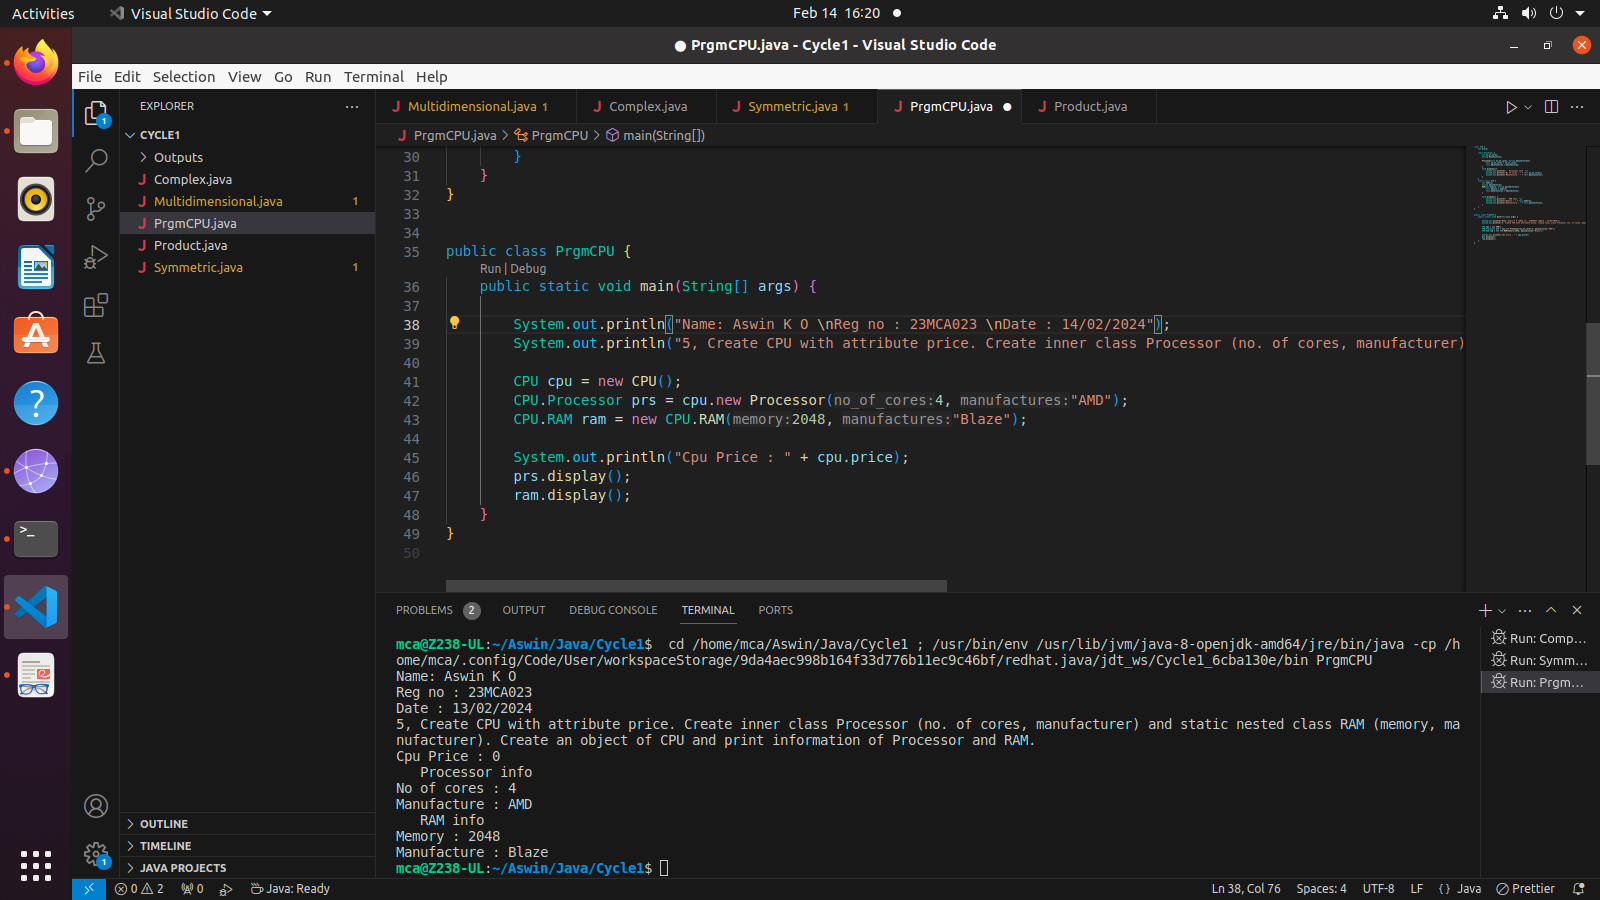 Activities
Visual Studio Code
Feb 14 16:20
● PrgmCPU.java - Cycle1 - Visual Studio Code
File Edit Selection View Go Run Terminal Help
EXPLORER
CYCLE1
Outputs
Complex.java
Multidimensional.java 1
PrgmCPU.java
Product.java
Symmetric.java 1
OUTLINE
TIMELINE
JAVA PROJECTS
Multidimensional.java 1
Complex.java
Symmetric.java 1
PrgmCPU.java
Product.java
PrgmCPU.java > PrgmCPU > main(String[])
30 }
31 }
32 }
33
34
35 public class PrgmCPU {
Run | Debug
36 public static void main(String[] args) {
37
38 System.out.println("Name: Aswin K O \nReg no : 23MCA023 \nDate : 14/02/2024");
39 System.out.println("5, Create CPU with attribute price. Create inner class Processor (no. of cores, manufacturer)
40
41 CPU cpu = new CPU();
42 CPU.Processor prs = cpu.new Processor(no_of_cores:4, manufactures:"AMD");
43 CPU.RAM ram = new CPU.RAM(memory:2048, manufactures:"Blaze");
44
45 System.out.println("Cpu Price : " + cpu.price);
46 prs.display();
47 ram.display();
48 }
49 }
50
PROBLEMS 2 OUTPUT DEBUG CONSOLE TERMINAL PORTS
mca@Z238-UL:~/Aswin/Java/Cycle1$ cd /home/mca/Aswin/Java/Cycle1 ; /usr/bin/env /usr/lib/jvm/java-8-openjdk-amd64/jre/bin/java -cp /h
ome/mca/.config/Code/User/workspaceStorage/9da4aec998b164f33d776b11ec9c46bf/redhat.java/jdt_ws/Cycle1_6cba130e/bin PrgmCPU
Name: Aswin K O
Reg no : 23MCA023
Date : 13/02/2024
5, Create CPU with attribute price. Create inner class Processor (no. of cores, manufacturer) and static nested class RAM (memory, ma
nufacturer). Create an object of CPU and print information of Processor and RAM.
Cpu Price : 0
Processor info
No of cores : 4
Manufacture : AMD
RAM info
Memory : 2048
Manufacture : Blaze
mca@Z238-UL:~/Aswin/Java/Cycle1$
Run: Comp...
Run: Symm...
Run: Prgm...
0 2 0 Java: Ready
Ln 38, Col 76 Spaces: 4 UTF-8 LF {} Java Prettier